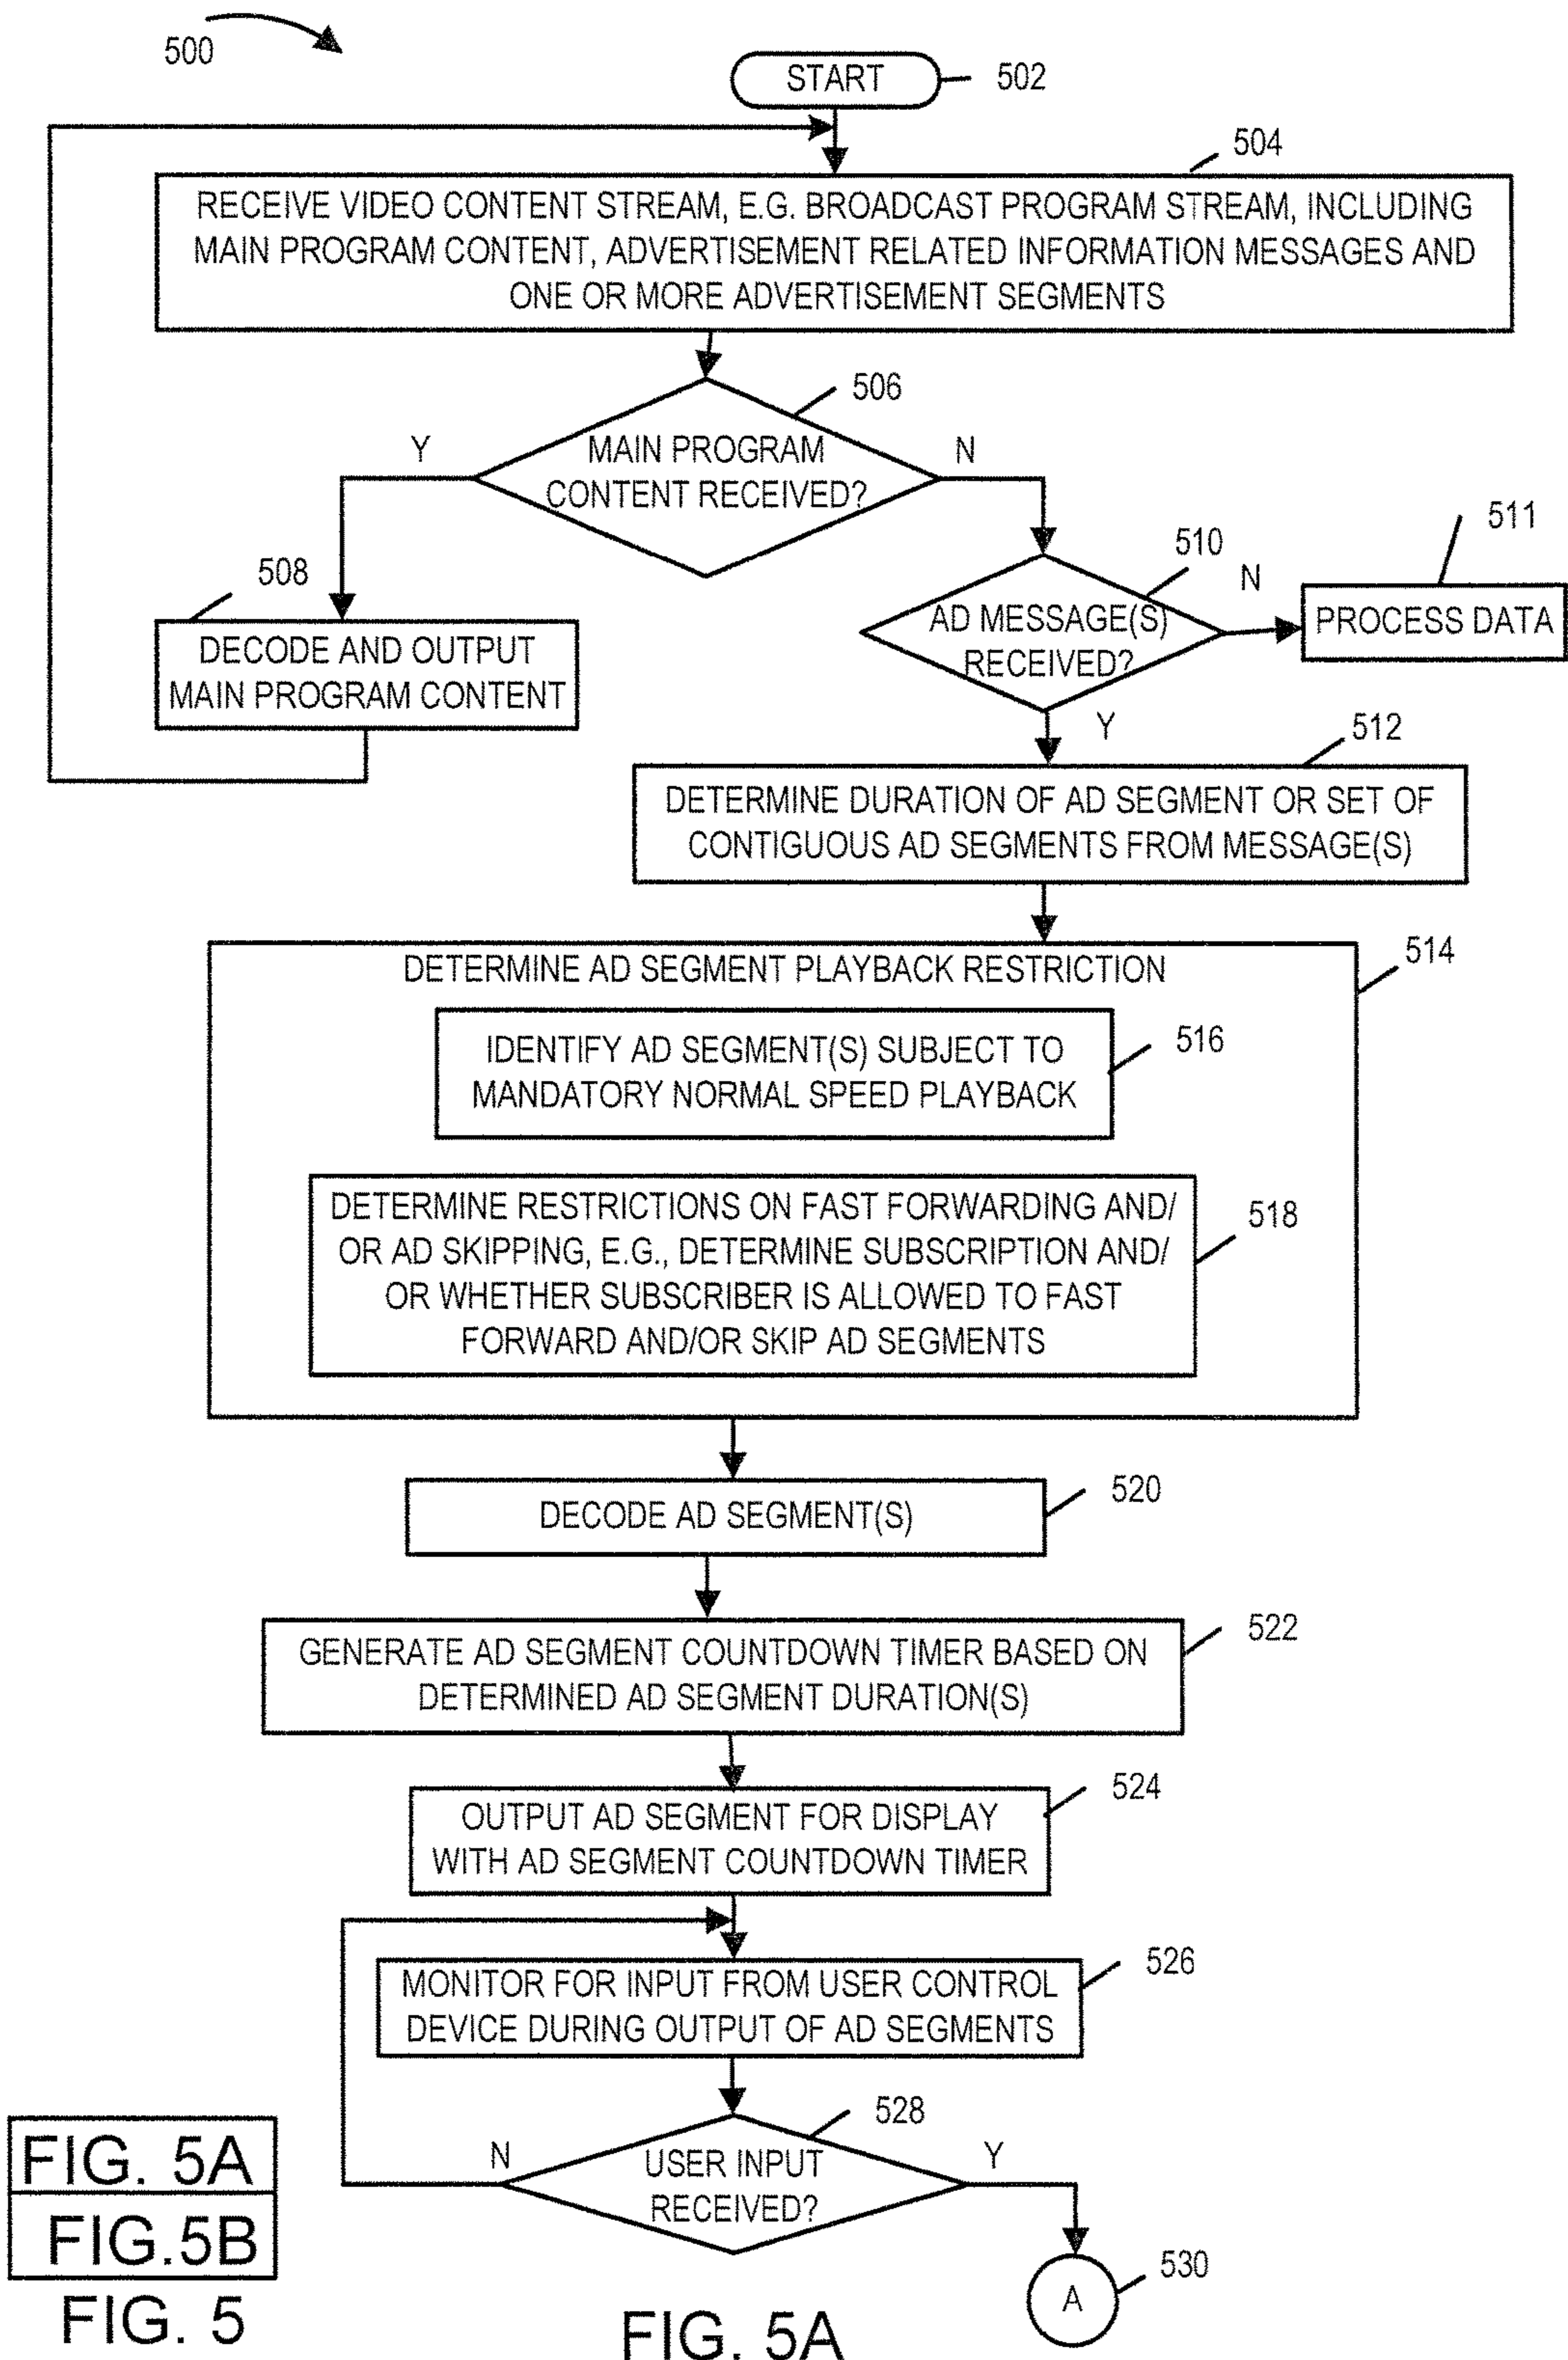 500
START
502
504
RECEIVE VIDEO CONTENT STREAM, E.G. BROADCAST PROGRAM STREAM, INCLUDING
MAIN PROGRAM CONTENT, ADVERTISEMENT RELATED INFORMATION MESSAGES AND
ONE OR MORE ADVERTISEMENT SEGMENTS
506
MAIN PROGRAM
CONTENT RECEIVED?
Y
N
508
DECODE AND OUTPUT
MAIN PROGRAM CONTENT
510
AD MESSAGE(S)
RECEIVED?
N
511
PROCESS DATA
Y
512
DETERMINE DURATION OF AD SEGMENT OR SET OF
CONTIGUOUS AD SEGMENTS FROM MESSAGE(S)
514
DETERMINE AD SEGMENT PLAYBACK RESTRICTION
IDENTIFY AD SEGMENT(S) SUBJECT TO
MANDATORY NORMAL SPEED PLAYBACK
516
DETERMINE RESTRICTIONS ON FAST FORWARDING AND/
OR AD SKIPPING, E.G., DETERMINE SUBSCRIPTION AND/
OR WHETHER SUBSCRIBER IS ALLOWED TO FAST
FORWARD AND/OR SKIP AD SEGMENTS
518
DECODE AD SEGMENT(S)
520
GENERATE AD SEGMENT COUNTDOWN TIMER BASED ON
DETERMINED AD SEGMENT DURATION(S)
522
OUTPUT AD SEGMENT FOR DISPLAY
WITH AD SEGMENT COUNTDOWN TIMER
524
MONITOR FOR INPUT FROM USER CONTROL
DEVICE DURING OUTPUT OF AD SEGMENTS
526
528
USER INPUT
RECEIVED?
N
Y
A
530
FIG. 5A
FIG.5B
FIG. 5
FIG. 5A